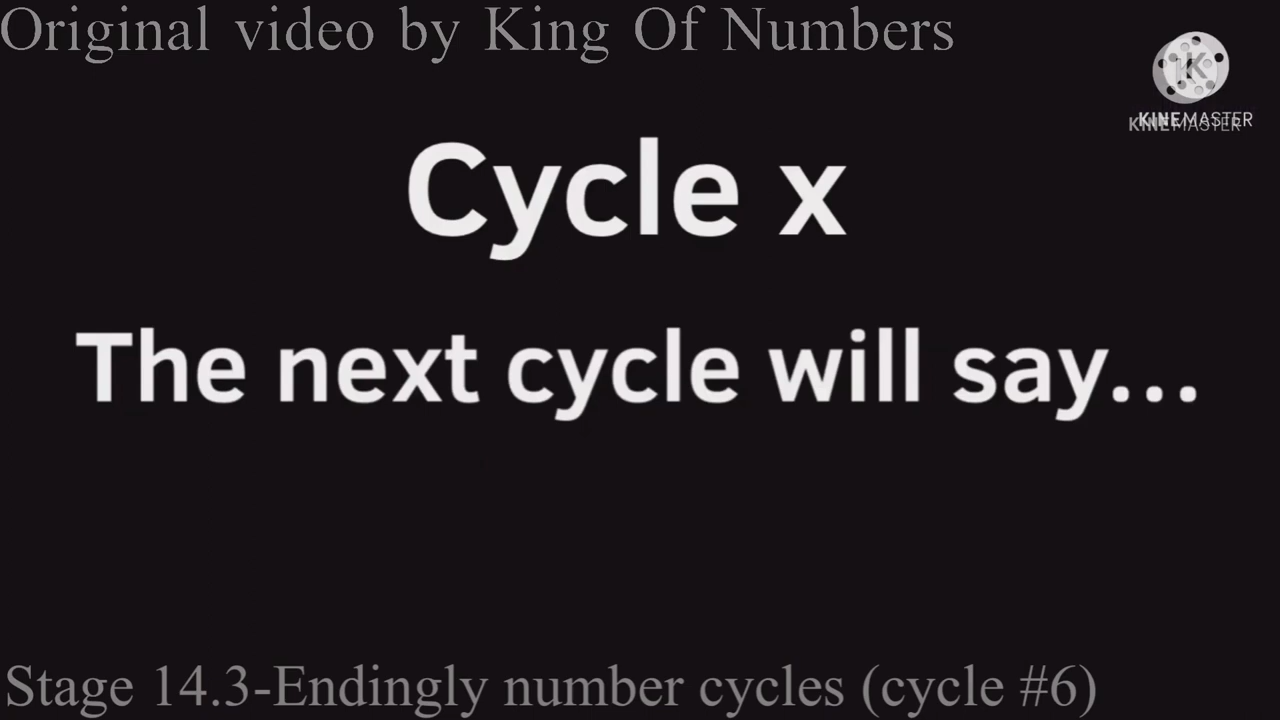 Original video by King Of Numbers
KINEMASTER
KINEMASTER
Cycle x
The next cycle will say...
Stage 14.3-Endingly number cycles (cycle #6)